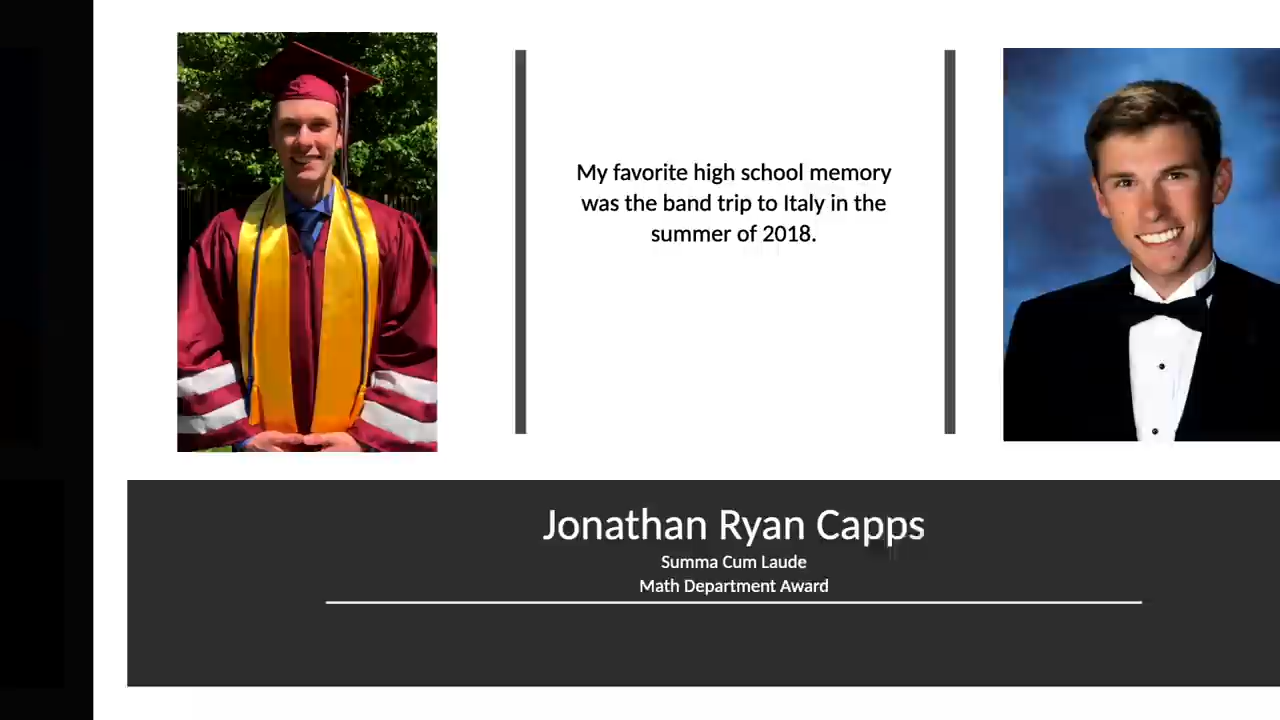 My favorite high school memory
was the band trip to Italy in the
summer of 2018.
Jonathan Ryan Capps
Summa Cum Laude
Math Department Award